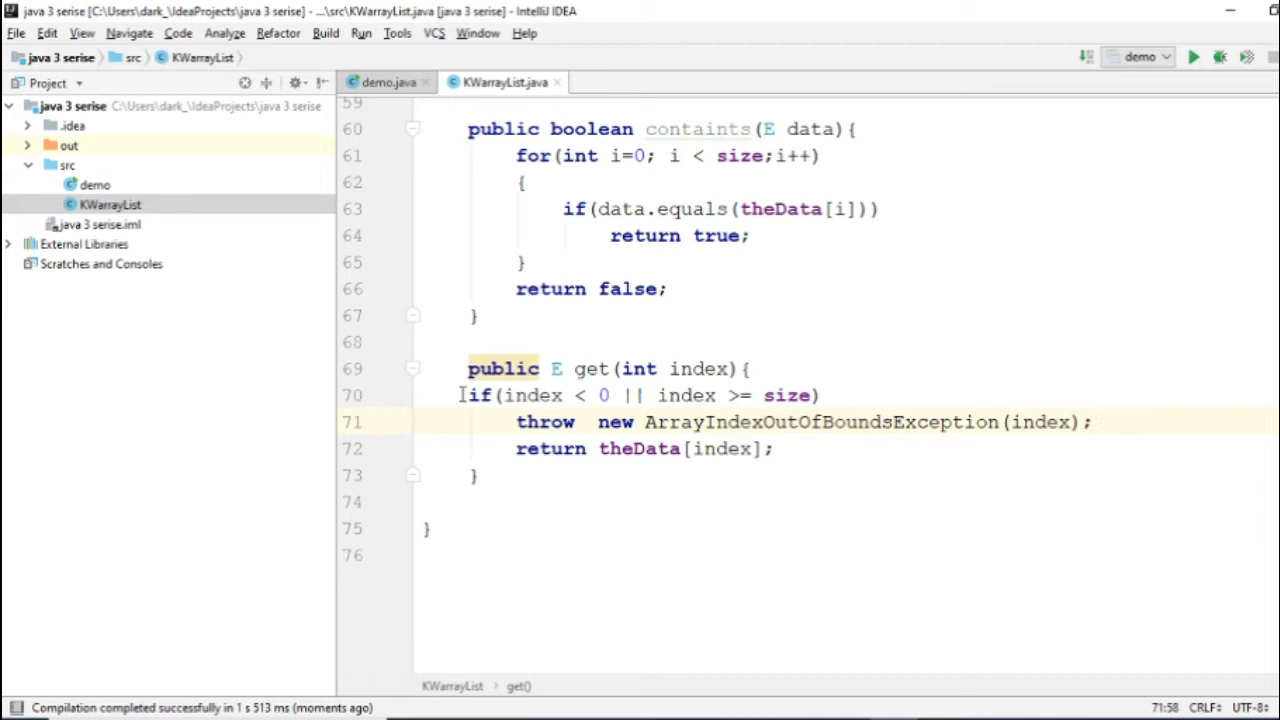 java 3 serise [C:\Users\dark_\IdeaProjects\java 3 serise] - ...\src\KWarrayList.java [java 3 serise] - IntelliJ IDEA
File Edit View Navigate Code Analyze Refactor Build Run Tools VCS Window Help
java 3 serise src KWarrayList demo
Project demo.java KWarrayList.java
java 3 serise C:\Users\dark_\IdeaProjects\java 3 serise
.idea
out
src
demo
KWarrayList
java 3 serise.iml
External Libraries
Scratches and Consoles
59
60 public boolean containts(E data){
61 for(int i=0; i < size;i++)
62 {
63 if(data.equals(theData[i]))
64 return true;
65 }
66 return false;
67 }
68
69 public E get(int index){
70 if(index < 0 || index >= size)
71 throw  new ArrayIndexOutOfBoundsException(index);
72 return theData[index];
73 }
74
75 }
76
KWarrayList get()
Compilation completed successfully in 1 s 513 ms (moments ago) 71:58 CRLF UTF-8